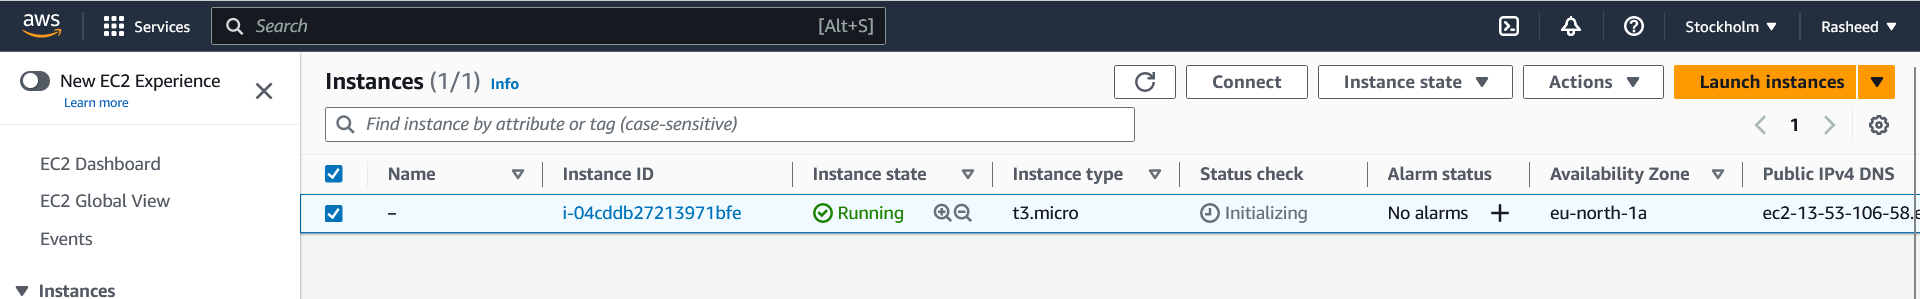 aws Services Search [Alt+S] Stockholm Rasheed
New EC2 Experience
Learn more
EC2 Dashboard
EC2 Global View
Events
Instances
Instances (1/1) Info Connect Instance state Actions Launch instances
Find instance by attribute or tag (case-sensitive) 1
Name Instance ID Instance state Instance type Status check Alarm status Availability Zone Public IPv4 DNS
– i-04cddb27213971bfe Running t3.micro Initializing No alarms + eu-north-1a ec2-13-53-106-58.e